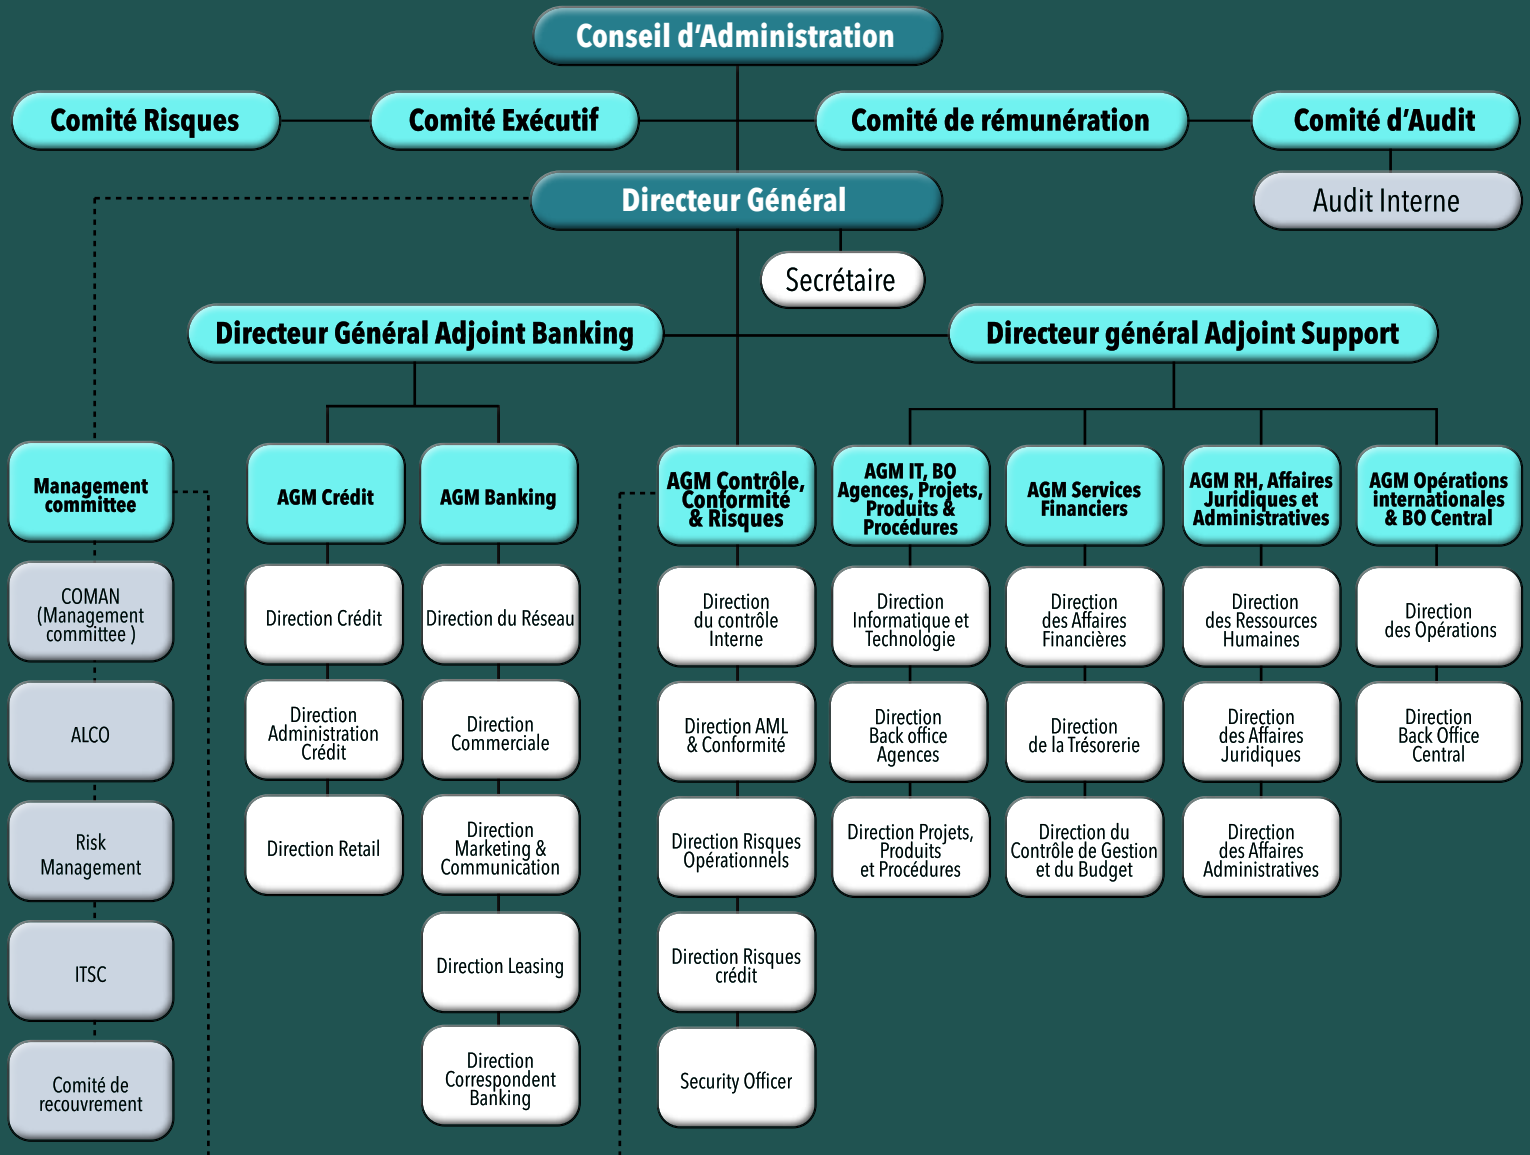 Conseil d'Administration
Comité Risques
Comité Exécutif
Comité de rémunération
Comité d'Audit
Directeur Général
Audit Interne
Secrétaire
Directeur Général Adjoint Banking
Directeur général Adjoint Support
Management
committee
COMAN
(Management
committee )
ALCO
Risk
Management
ITSC
Comité de
recouvrement
AGM Crédit
Direction Crédit
Direction
Administration
Crédit
Direction Retail
AGM Banking
Direction du Réseau
Direction
Commerciale
Direction
Marketing &
Communication
Direction Leasing
Direction
Correspondent
Banking
AGM Contrôle,
Conformité
& Risques
Direction
du contrôle
Interne
Direction AML
& Conformité
Direction Risques
Opérationnels
Direction Risques
crédit
Security Officer
AGM IT, BO
Agences, Projets,
Produits &
Procédures
Direction
Informatique et
Technologie
Direction
Back office
Agences
Direction Projets,
Produits
et Procédures
AGM Services
Financiers
Direction
des Affaires
Financières
Direction
de la Trésorerie
Direction du
Contrôle de Gestion
et du Budget
AGM RH, Affaires
Juridiques et
Administratives
Direction
des Ressources
Humaines
Direction
des Affaires
Juridiques
Direction
des Affaires
Administratives
AGM Opérations
internationales
& BO Central
Direction
des Opérations
Direction
Back Office
Central